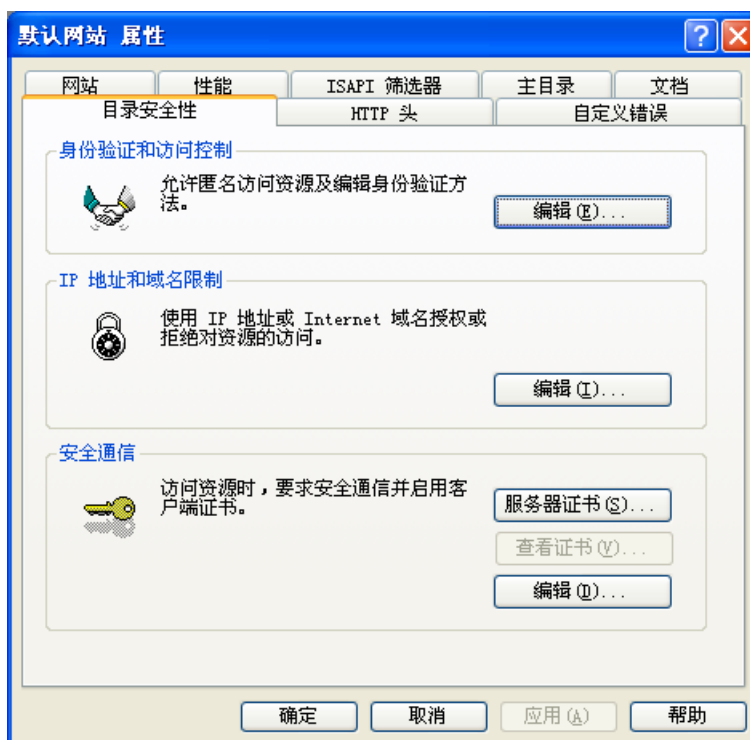 默认网站 属性
网站 性能 ISAPI 筛选器 主目录 文档
目录安全性 HTTP 头 自定义错误
身份验证和访问控制
允许匿名访问资源及编辑身份验证方
法。
编辑(E)...
IP 地址和域名限制
使用 IP 地址或 Internet 域名授权或
拒绝对资源的访问。
编辑(I)...
安全通信
访问资源时，要求安全通信并启用客
户端证书。
服务器证书(S)...
查看证书(V)...
编辑(D)...
确定 取消 应用(A) 帮助